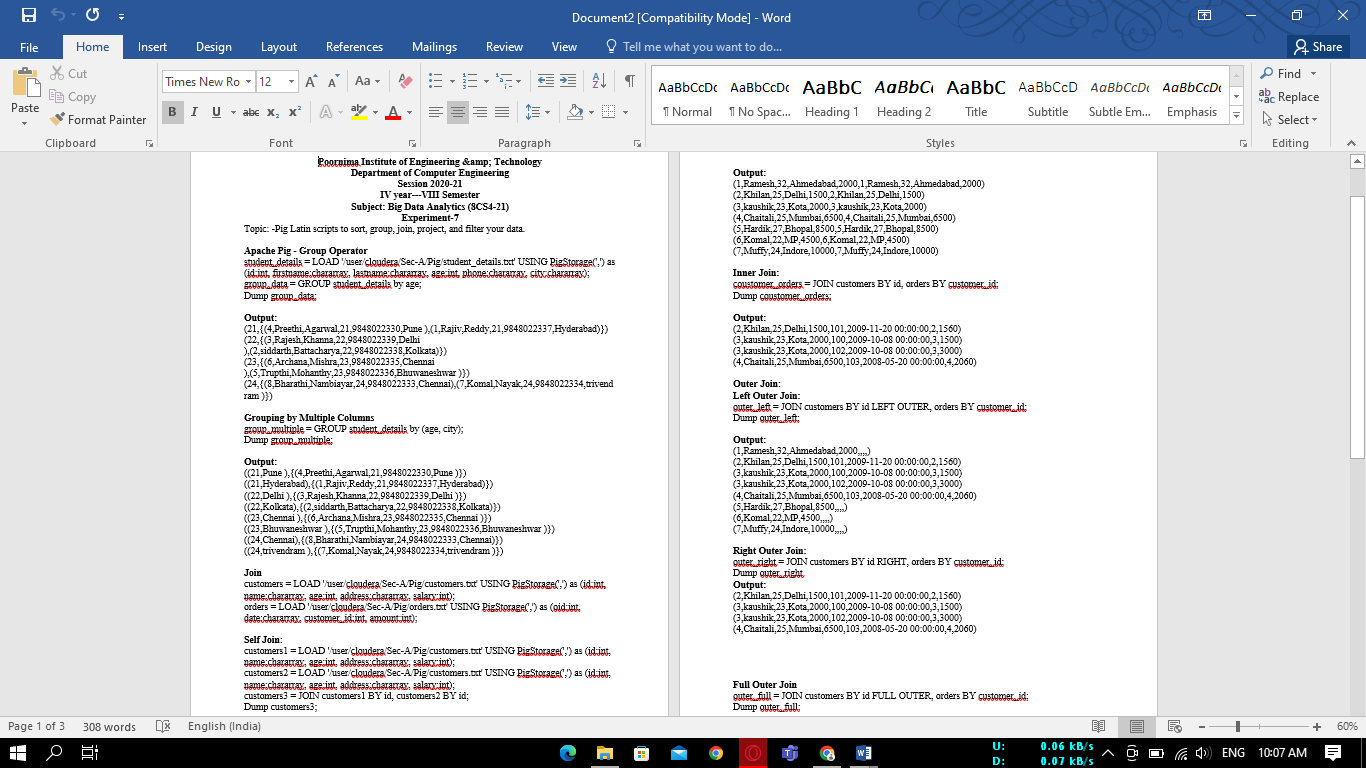 Document2 [Compatibility Mode] - Word
File Home Insert Design Layout References Mailings Review View Tell me what you want to do... Share
Paste
Cut
Copy
Format Painter
Clipboard
Times New Ro 12
Font
Paragraph
AaBbCcDc AaBbCcDc AaBbC AaBbCc AaBbC AaBbCcD AaBbCcDc AaBbCcDc
¶ Normal ¶ No Spac... Heading 1 Heading 2 Title Subtitle Subtle Em... Emphasis
Styles
Find
Replace
Select
Editing
Poornima Institute of Engineering &amp; Technology
Department of Computer Engineering
Session 2020-21
IV year---VIII Semester
Subject: Big Data Analytics (8CS4-21)
Experiment-7
Topic: -Pig Latin scripts to sort, group, join, project, and filter your data.
Apache Pig - Group Operator
student_details = LOAD '/user/cloudera/Sec-A/Pig/student_details.txt' USING PigStorage(',') as
(id:int, firstname:chararray, lastname:chararray, age:int, phone:chararray, city:chararray);
group_data = GROUP student_details by age;
Dump group_data;
Output:
(21,{(4,Preethi,Agarwal,21,9848022330,Pune ),(1,Rajiv,Reddy,21,9848022337,Hyderabad)})
(22,{(3,Rajesh,Khanna,22,9848022339,Delhi
),(2,siddarth,Battacharya,22,9848022338,Kolkata)})
(23,{(6,Archana,Mishra,23,9848022335,Chennai
),(5,Trupthi,Mohanthy,23,9848022336,Bhuwaneshwar )})
(24,{(8,Bharathi,Nambiayar,24,9848022333,Chennai),(7,Komal,Nayak,24,9848022334,trivend
ram )})
Grouping by Multiple Columns
group_multiple = GROUP student_details by (age, city);
Dump group_multiple;
Output:
((21,Pune ),{(4,Preethi,Agarwal,21,9848022330,Pune )})
((21,Hyderabad),{(1,Rajiv,Reddy,21,9848022337,Hyderabad)})
((22,Delhi ),{(3,Rajesh,Khanna,22,9848022339,Delhi )})
((22,Kolkata),{(2,siddarth,Battacharya,22,9848022338,Kolkata)})
((23,Chennai ),{(6,Archana,Mishra,23,9848022335,Chennai )})
((23,Bhuwaneshwar ),{(5,Trupthi,Mohanthy,23,9848022336,Bhuwaneshwar )})
((24,Chennai),{(8,Bharathi,Nambiayar,24,9848022333,Chennai)})
((24,trivendram ),{(7,Komal,Nayak,24,9848022334,trivendram )})
Join
customers = LOAD '/user/cloudera/Sec-A/Pig/customers.txt' USING PigStorage(',') as (id:int,
name:chararray, age:int, address:chararray, salary:int);
orders = LOAD '/user/cloudera/Sec-A/Pig/orders.txt' USING PigStorage(',') as (oid:int,
date:chararray, customer_id:int, amount:int);
Self Join:
customers1 = LOAD '/user/cloudera/Sec-A/Pig/customers.txt' USING PigStorage(',') as (id:int,
name:chararray, age:int, address:chararray, salary:int);
customers2 = LOAD '/user/cloudera/Sec-A/Pig/customers.txt' USING PigStorage(',') as (id:int,
name:chararray, age:int, address:chararray, salary:int);
customers3 = JOIN customers1 BY id, customers2 BY id;
Dump customers3;
Output:
(1,Ramesh,32,Ahmedabad,2000,1,Ramesh,32,Ahmedabad,2000)
(2,Khilan,25,Delhi,1500,2,Khilan,25,Delhi,1500)
(3,kaushik,23,Kota,2000,3,kaushik,23,Kota,2000)
(4,Chaitali,25,Mumbai,6500,4,Chaitali,25,Mumbai,6500)
(5,Hardik,27,Bhopal,8500,5,Hardik,27,Bhopal,8500)
(6,Komal,22,MP,4500,6,Komal,22,MP,4500)
(7,Muffy,24,Indore,10000,7,Muffy,24,Indore,10000)
Inner Join:
coustomer_orders = JOIN customers BY id, orders BY customer_id;
Dump coustomer_orders;
Output:
(2,Khilan,25,Delhi,1500,101,2009-11-20 00:00:00,2,1560)
(3,kaushik,23,Kota,2000,100,2009-10-08 00:00:00,3,1500)
(3,kaushik,23,Kota,2000,102,2009-10-08 00:00:00,3,3000)
(4,Chaitali,25,Mumbai,6500,103,2008-05-20 00:00:00,4,2060)
Outer Join:
Left Outer Join:
outer_left = JOIN customers BY id LEFT OUTER, orders BY customer_id;
Dump outer_left;
Output:
(1,Ramesh,32,Ahmedabad,2000,,,,)
(2,Khilan,25,Delhi,1500,101,2009-11-20 00:00:00,2,1560)
(3,kaushik,23,Kota,2000,100,2009-10-08 00:00:00,3,1500)
(3,kaushik,23,Kota,2000,102,2009-10-08 00:00:00,3,3000)
(4,Chaitali,25,Mumbai,6500,103,2008-05-20 00:00:00,4,2060)
(5,Hardik,27,Bhopal,8500,,,,)
(6,Komal,22,MP,4500,,,,)
(7,Muffy,24,Indore,10000,,,,)
Right Outer Join:
outer_right = JOIN customers BY id RIGHT, orders BY customer_id;
Dump outer_right
Output:
(2,Khilan,25,Delhi,1500,101,2009-11-20 00:00:00,2,1560)
(3,kaushik,23,Kota,2000,100,2009-10-08 00:00:00,3,1500)
(3,kaushik,23,Kota,2000,102,2009-10-08 00:00:00,3,3000)
(4,Chaitali,25,Mumbai,6500,103,2008-05-20 00:00:00,4,2060)
Full Outer Join
outer_full = JOIN customers BY id FULL OUTER, orders BY customer_id;
Dump outer_full;
Page 1 of 3 308 words English (India) 60%
U: 0.06 kB/s
D: 0.07 kB/s
ENG 10:07 AM